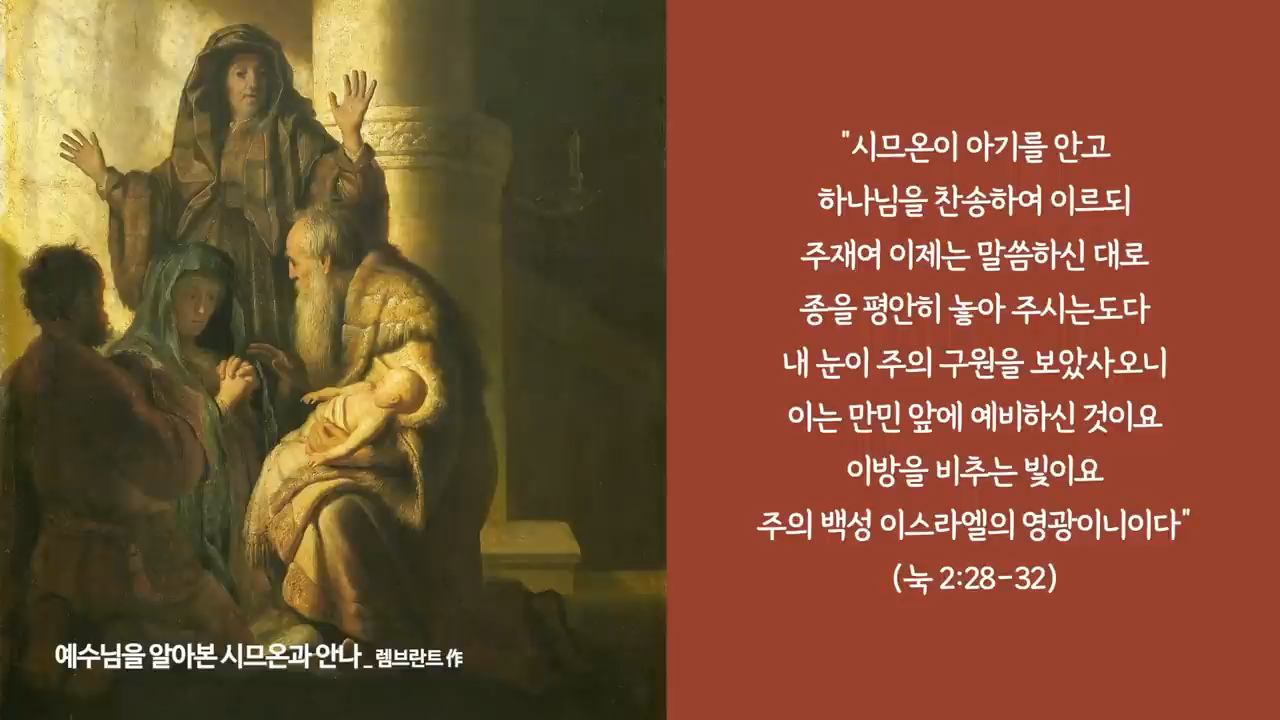 "시므온이 아기를 안고
하나님을 찬송하여 이르되
주재여 이제는 말씀하신 대로
종을 평안히 놓아 주시는도다
내 눈이 주의 구원을 보았사오니
이는 만민 앞에 예비하신 것이요
이방을 비추는 빛이요
주의 백성 이스라엘의 영광이니이다"
(눅 2:28-32)
예수님을 알아본 시므온과 안나_렘브란트 作